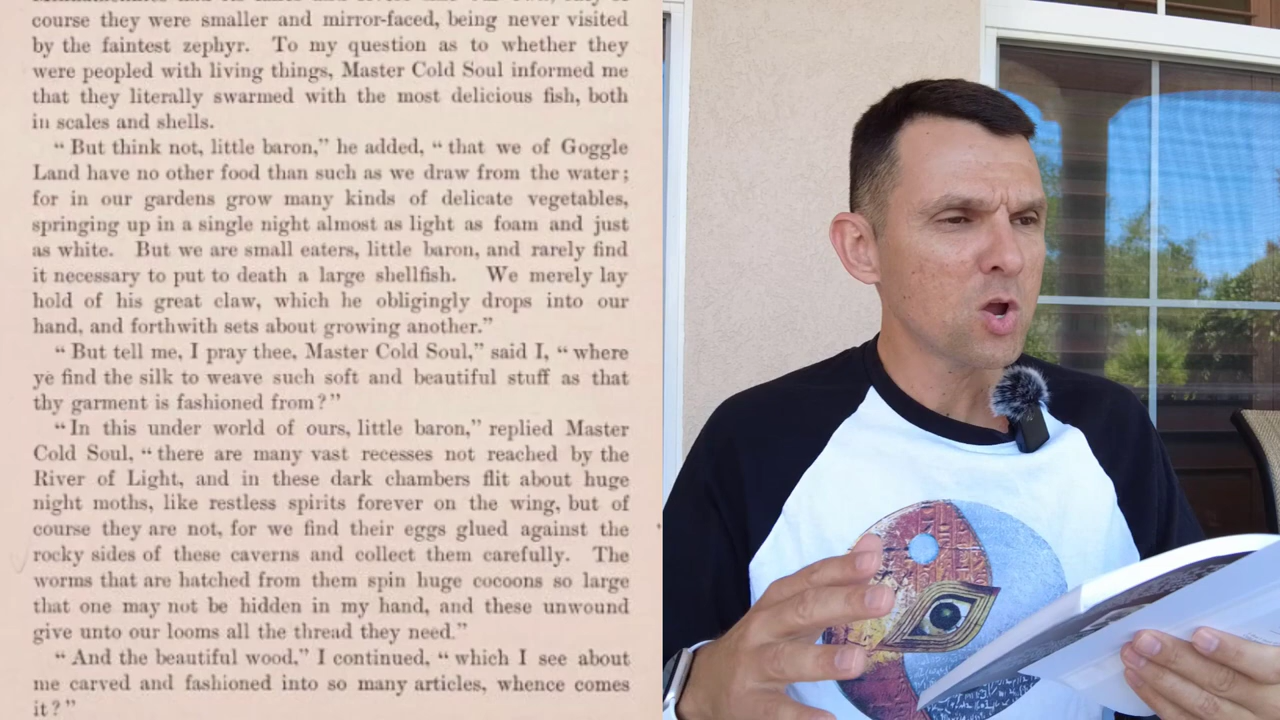 course they were smaller and mirror-faced, being never visited
by the faintest zephyr. To my question as to whether they
were peopled with living things, Master Cold Soul informed me
that they literally swarmed with the most delicious fish, both
in scales and shells.
“ But think not, little baron,” he added, “ that we of Goggle
Land have no other food than such as we draw from the water ;
for in our gardens grow many kinds of delicate vegetables,
springing up in a single night almost as light as foam and just
as white. But we are small eaters, little baron, and rarely find
it necessary to put to death a large shellfish. We merely lay
hold of his great claw, which he obligingly drops into our
hand, and forthwith sets about growing another.”
“ But tell me, I pray thee, Master Cold Soul,” said I, “ where
ye find the silk to weave such soft and beautiful stuff as that
thy garment is fashioned from ? ”
“ In this under world of ours, little baron,” replied Master
Cold Soul, “ there are many vast recesses not reached by the
River of Light, and in these dark chambers flit about huge
night moths, like restless spirits forever on the wing, but of
course they are not, for we find their eggs glued against the
rocky sides of these caverns and collect them carefully. The
worms that are hatched from them spin huge cocoons so large
that one may not be hidden in my hand, and these unwound
give unto our looms all the thread they need.”
“ And the beautiful wood,” I continued, “ which I see about
me carved and fashioned into so many articles, whence comes
it ? ”